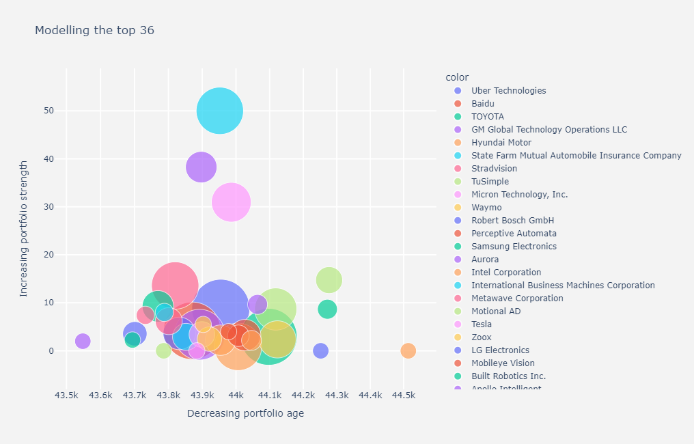 Modelling the top 36
color
Uber Technologies
Baidu
TOYOTA
GM Global Technology Operations LLC
Hyundai Motor
State Farm Mutual Automobile Insurance Company
Stradvision
TuSimple
Micron Technology, Inc.
Waymo
Robert Bosch GmbH
Perceptive Automata
Samsung Electronics
Aurora
Intel Corporation
International Business Machines Corporation
Metawave Corporation
Motional AD
Tesla
Zoox
LG Electronics
Mobileye Vision
Built Robotics Inc.
Apollo Intelligent
Increasing portfolio strength
50
40
30
20
10
0
43.5k 43.6k 43.7k 43.8k 43.9k 44k 44.1k 44.2k 44.3k 44.4k 44.5k
Decreasing portfolio age